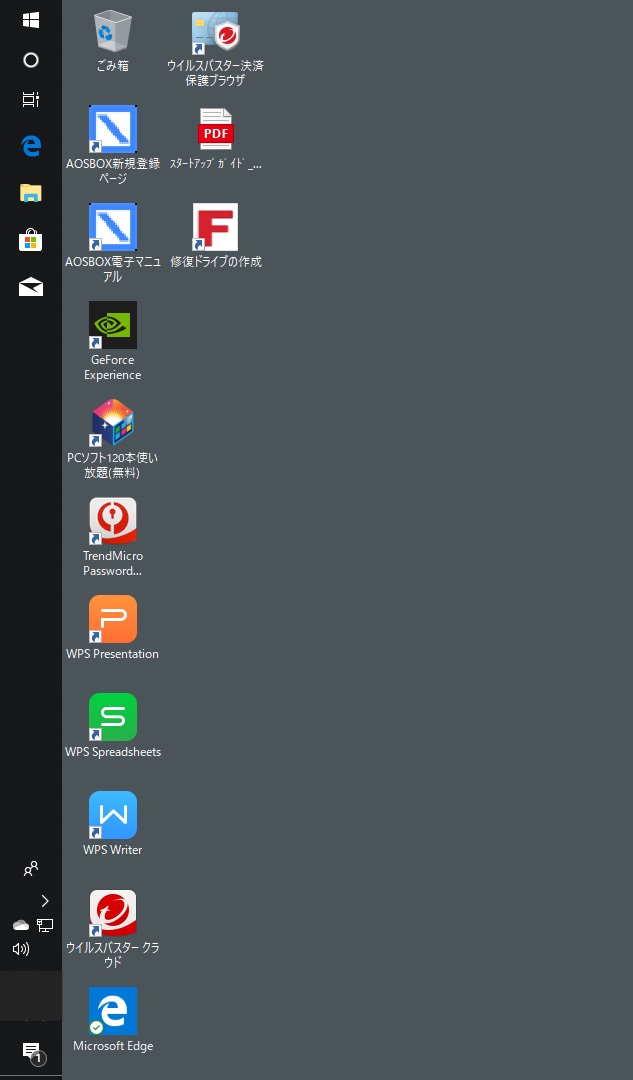 ごみ箱
ウイルスバスター決済
保護ブラウザ
AOSBOX新規登録
ページ
PDF
ｽﾀｰﾄｱｯﾌﾟｶﾞｲﾄﾞ_...
AOSBOX電子マニュ
アル
F
修復ドライブの作成
GeForce
Experience
PCソフト120本使い
放題(無料)
TrendMicro
Password...
P
WPS Presentation
S
WPS Spreadsheets
W
WPS Writer
ウイルスバスター クラ
ウド
Microsoft Edge
1